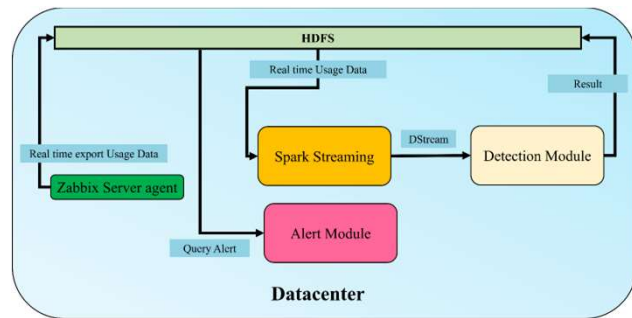 HDFS
Real time Usage Data
Result
DStream
Spark Streaming
Detection Module
Real time export Usage Data
Zabbix Server agent
Alert Module
Query Alert
Datacenter